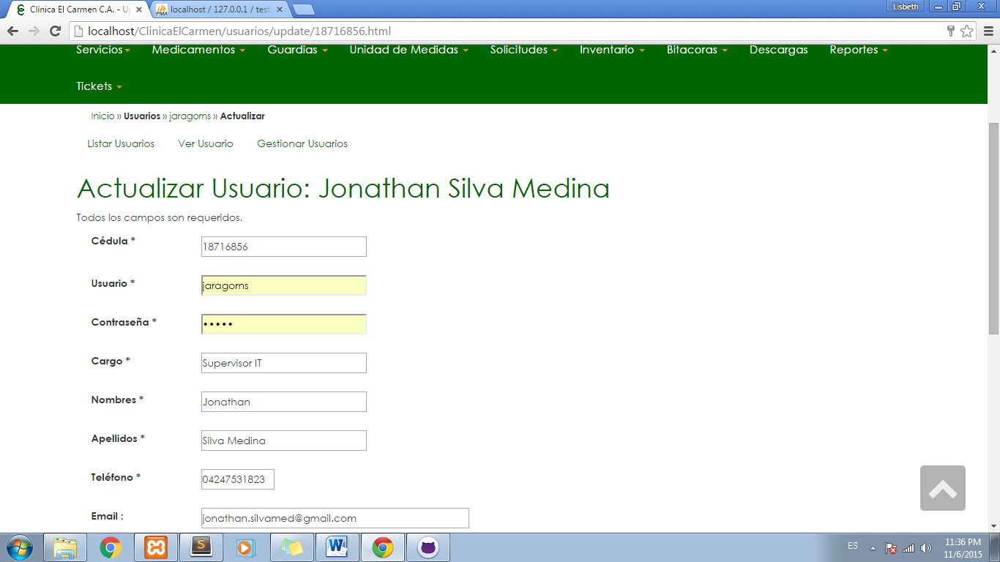 Clínica El Carmen C.A. - Up
localhost / 127.0.0.1 / test
Lisbeth
localhost/ClinicaElCarmen/usuarios/update/18716856.html
Servicios Medicamentos Guardias Unidad de Medidas Solicitudes Inventario Bitacoras Descargas Reportes
Tickets
Inicio » Usuarios » jaragorns » Actualizar
Listar Usuarios Ver Usuario Gestionar Usuarios
Actualizar Usuario: Jonathan Silva Medina
Todos los campos son requeridos.
Cédula * 18716856
Usuario * jaragorns
Contraseña * •••••
Cargo * Supervisor IT
Nombres * Jonathan
Apellidos * Silva Medina
Teléfono * 04247531823
Email : jonathan.silvamed@gmail.com
ES
11:36 PM
11/6/2015